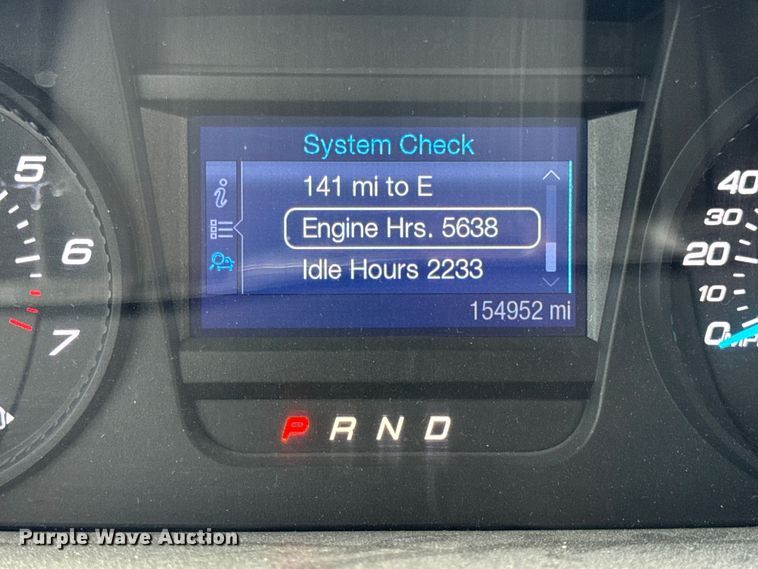 System Check
141 mi to E
Engine Hrs. 5638
Idle Hours 2233
154952 mi
5
6
7
40
30
20
10
0
MPH
P R N D
Purple Wave Auction